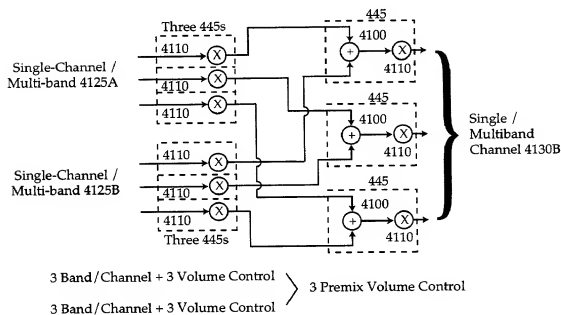 Three 445s
4110
4110
4110
Single-Channel /
Multi-band 4125A
4110
4110
4110
Single-Channel /
Multi-band 4125B
Three 445s
445
4100
+
X
4110
445
4100
+
X
4110
445
4100
+
X
4110
X
X
X
X
X
X
Single /
Multiband
Channel 4130B
3 Band/Channel + 3 Volume Control
3 Band/Channel + 3 Volume Control
3 Premix Volume Control